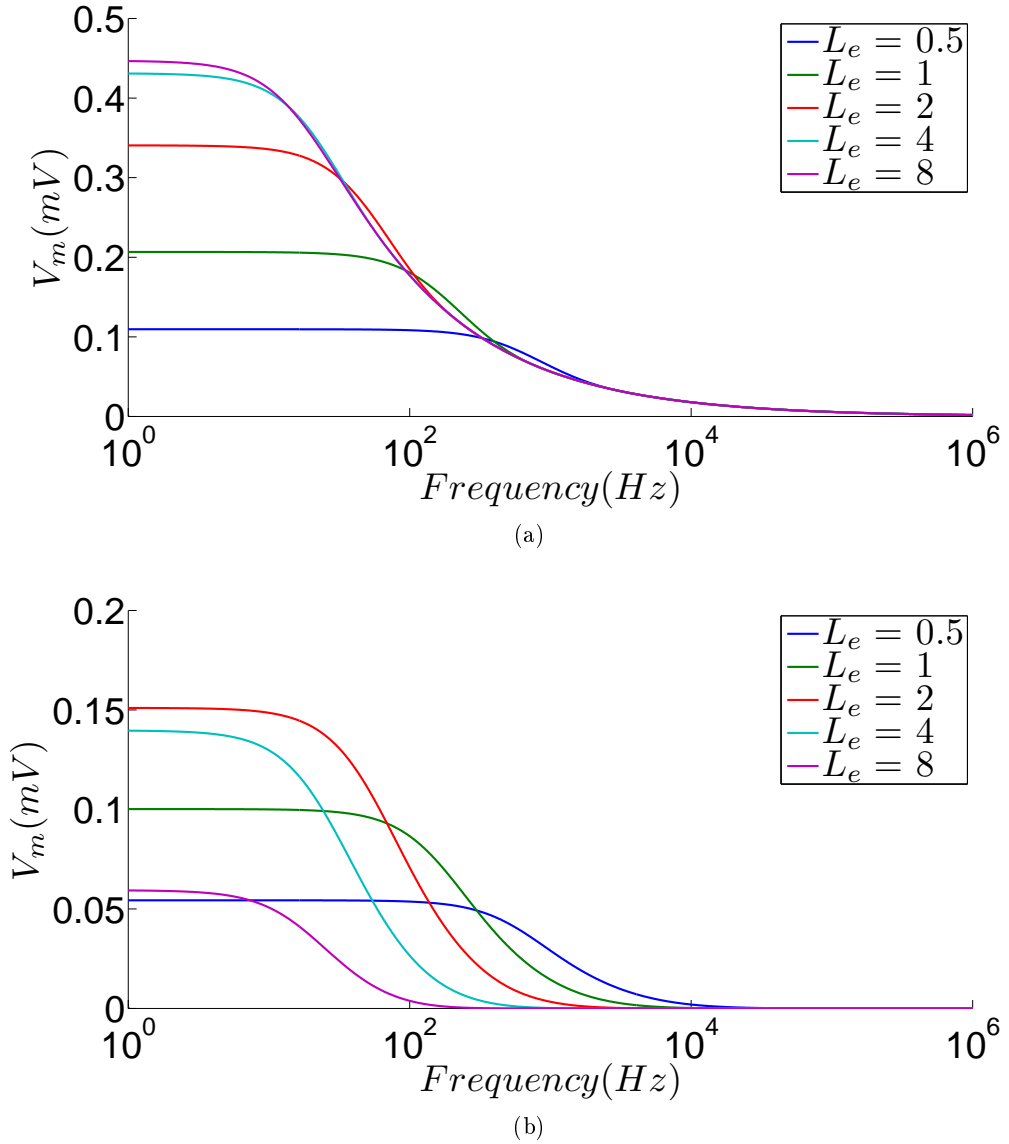 0.5
0.4
0.3
0.2
0.1
0
V_m(mV)
L_e = 0.5
L_e = 1
L_e = 2
L_e = 4
L_e = 8
10^0 10^2 10^4 10^6
Frequency(Hz)
(a)
0.2
0.15
0.1
0.05
0
V_m(mV)
L_e = 0.5
L_e = 1
L_e = 2
L_e = 4
L_e = 8
10^0 10^2 10^4 10^6
Frequency(Hz)
(b)